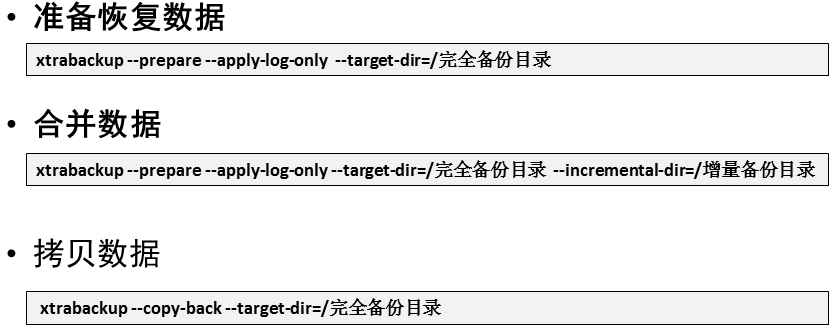 • 准备恢复数据
xtrabackup --prepare --apply-log-only --target-dir=/完全备份目录
• 合并数据
xtrabackup --prepare --apply-log-only --target-dir=/完全备份目录 --incremental-dir=/增量备份目录
• 拷贝数据
xtrabackup --copy-back --target-dir=/完全备份目录